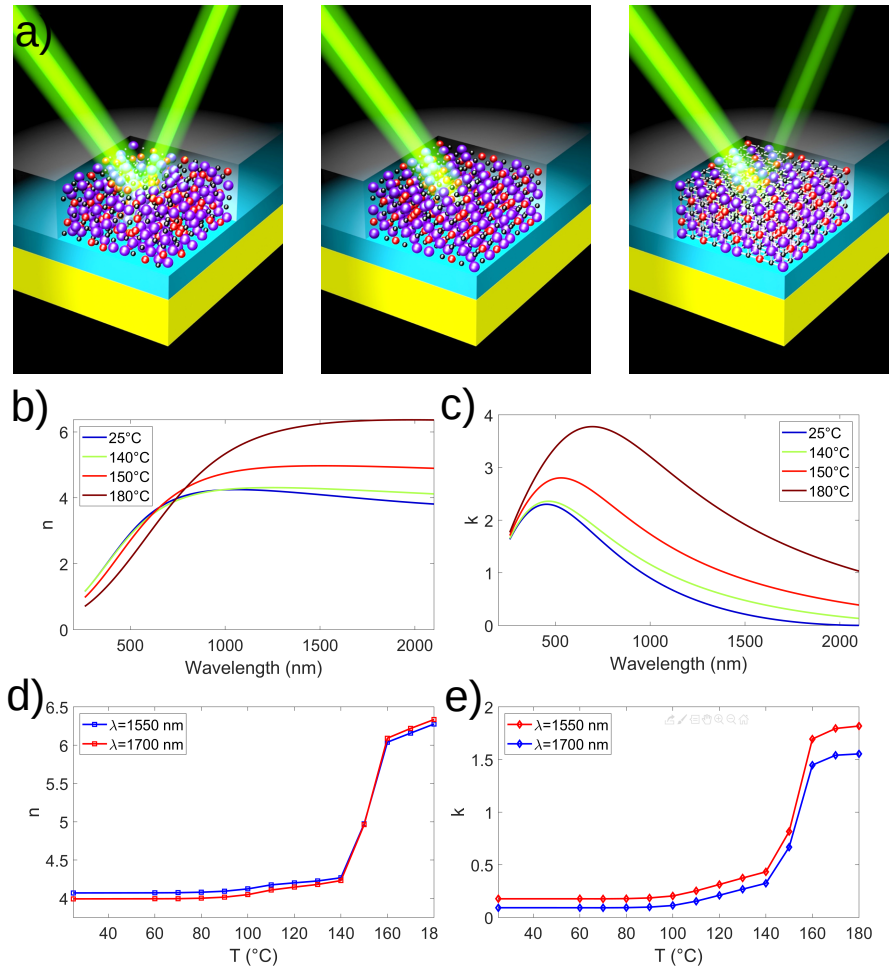 a)
b)
c)
6
4
2
0
n
25°C
140°C
150°C
180°C
500
1000
1500
2000
Wavelength (nm)
4
3
2
1
0
k
25°C
140°C
150°C
180°C
500
1000
1500
2000
Wavelength (nm)
d)
e)
6.5
6
5.5
5
4.5
4
n
λ=1550 nm
λ=1700 nm
40
60
80
100
120
140
160
18
T (°C)
2
1.5
1
0.5
0
k
λ=1550 nm
λ=1700 nm
40
60
80
100
120
140
160
180
T (°C)